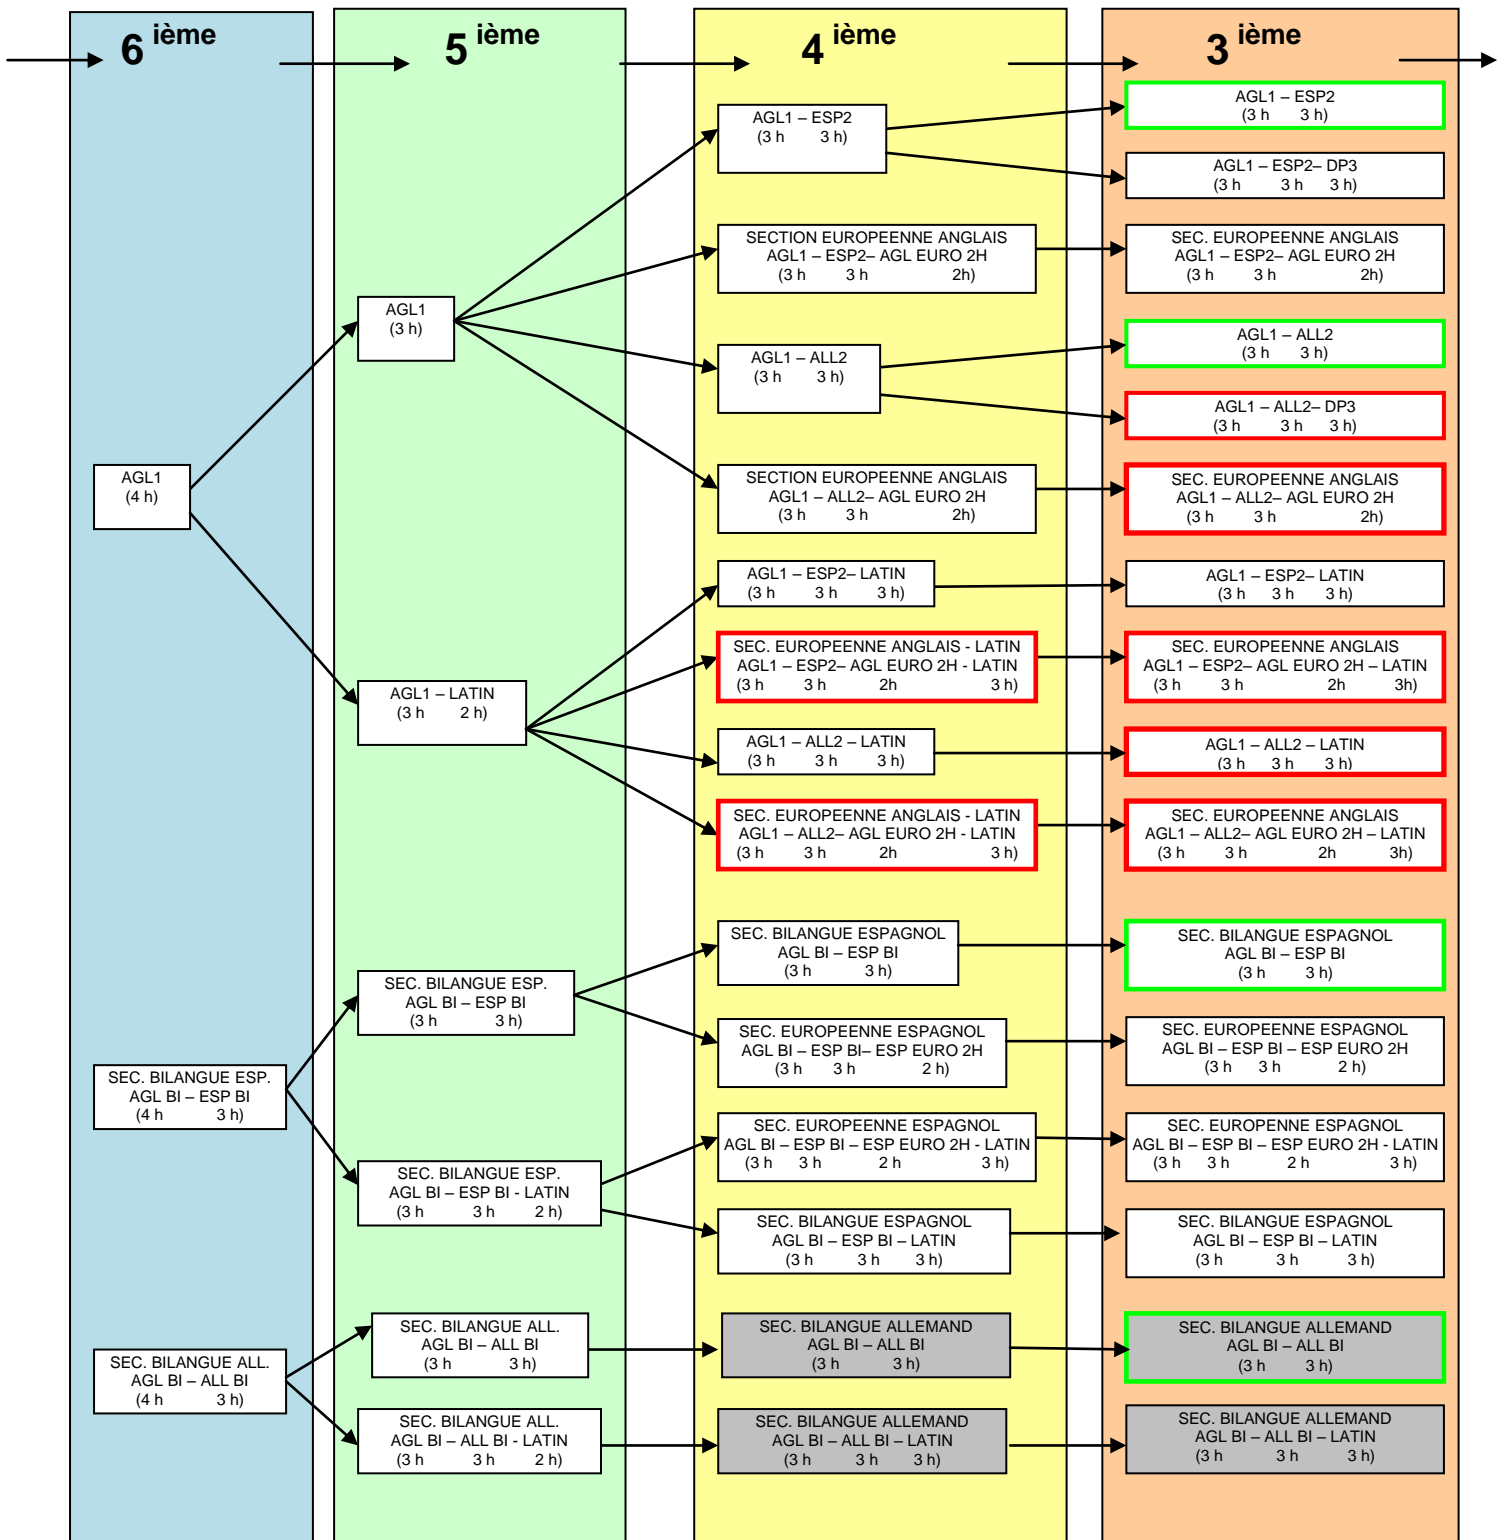 6 ième
5 ième
4 ième
3 ième
AGL1
(4 h)
SEC. BILANGUE ESP.
AGL BI – ESP BI
(4 h 3 h)
SEC. BILANGUE ALL.
AGL BI – ALL BI
(4 h 3 h)
AGL1
(3 h)
AGL1 – LATIN
(3 h 2 h)
SEC. BILANGUE ESP.
AGL BI – ESP BI
(3 h 3 h)
SEC. BILANGUE ESP.
AGL BI – ESP BI - LATIN
(3 h 3 h 2 h)
SEC. BILANGUE ALL.
AGL BI – ALL BI
(3 h 3 h)
SEC. BILANGUE ALL.
AGL BI – ALL BI - LATIN
(3 h 3 h 2 h)
AGL1 – ESP2
(3 h 3 h)
SECTION EUROPEENNE ANGLAIS
AGL1 – ESP2– AGL EURO 2H
(3 h 3 h 2h)
AGL1 – ALL2
(3 h 3 h)
SECTION EUROPEENNE ANGLAIS
AGL1 – ALL2– AGL EURO 2H
(3 h 3 h 2h)
AGL1 – ESP2– LATIN
(3 h 3 h 3 h)
SEC. EUROPEENNE ANGLAIS - LATIN
AGL1 – ESP2– AGL EURO 2H - LATIN
(3 h 3 h 2h 3 h)
AGL1 – ALL2 – LATIN
(3 h 3 h 3 h)
SEC. EUROPEENNE ANGLAIS - LATIN
AGL1 – ALL2– AGL EURO 2H - LATIN
(3 h 3 h 2h 3 h)
SEC. BILANGUE ESPAGNOL
AGL BI – ESP BI
(3 h 3 h)
SEC. EUROPEENNE ESPAGNOL
AGL BI – ESP BI– ESP EURO 2H
(3 h 3 h 2 h)
SEC. EUROPEENNE ESPAGNOL
AGL BI – ESP BI – ESP EURO 2H - LATIN
(3 h 3 h 2 h 3 h)
SEC. BILANGUE ESPAGNOL
AGL BI – ESP BI – LATIN
(3 h 3 h 3 h)
SEC. BILANGUE ALLEMAND
AGL BI – ALL BI
(3 h 3 h)
SEC. BILANGUE ALLEMAND
AGL BI – ALL BI – LATIN
(3 h 3 h 3 h)
AGL1 – ESP2
(3 h 3 h)
AGL1 – ESP2– DP3
(3 h 3 h 3 h)
SEC. EUROPEENNE ANGLAIS
AGL1 – ESP2– AGL EURO 2H
(3 h 3 h 2h)
AGL1 – ALL2
(3 h 3 h)
AGL1 – ALL2– DP3
(3 h 3 h 3 h)
SEC. EUROPEENNE ANGLAIS
AGL1 – ALL2– AGL EURO 2H
(3 h 3 h 2h)
AGL1 – ESP2– LATIN
(3 h 3 h 3 h)
SEC. EUROPEENNE ANGLAIS
AGL1 – ESP2– AGL EURO 2H – LATIN
(3 h 3 h 2h 3h)
AGL1 – ALL2 – LATIN
(3 h 3 h 3 h)
SEC. EUROPEENNE ANGLAIS
AGL1 – ALL2– AGL EURO 2H – LATIN
(3 h 3 h 2h 3h)
SEC. BILANGUE ESPAGNOL
AGL BI – ESP BI
(3 h 3 h)
SEC. EUROPEENNE ESPAGNOL
AGL BI – ESP BI – ESP EURO 2H
(3 h 3 h 2 h)
SEC. EUROPENNE ESPAGNOL
AGL BI – ESP BI – ESP EURO 2H - LATIN
(3 h 3 h 2 h 3 h)
SEC. BILANGUE ESPAGNOL
AGL BI – ESP BI – LATIN
(3 h 3 h 3 h)
SEC. BILANGUE ALLEMAND
AGL BI – ALL BI
(3 h 3 h)
SEC. BILANGUE ALLEMAND
AGL BI – ALL BI – LATIN
(3 h 3 h 3 h)